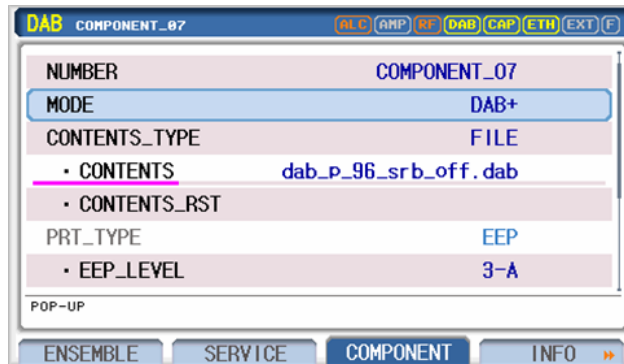 DAB COMPONENT_07 ALC AMP RF DAB CAP ETH EXT F
NUMBER COMPONENT_07
MODE DAB+
CONTENTS_TYPE FILE
· CONTENTS dab_p_96_srb_off.dab
· CONTENTS_RST
PRT_TYPE EEP
· EEP_LEVEL 3-A
POP-UP
ENSEMBLE SERVICE COMPONENT INFO